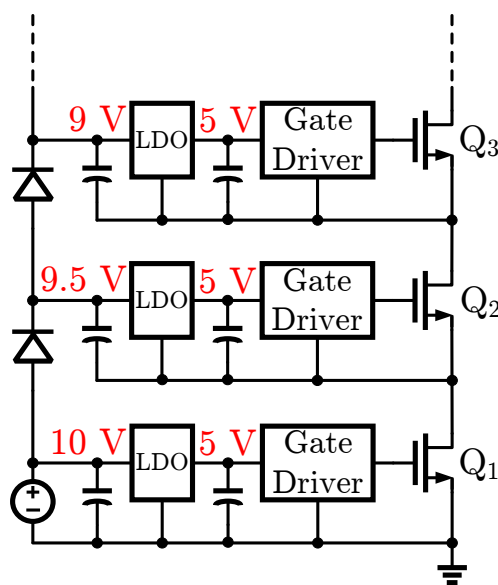 9 V LDO 5 V Gate Driver Q3
9.5 V LDO 5 V Gate Driver Q2
10 V LDO 5 V Gate Driver Q1
+
−